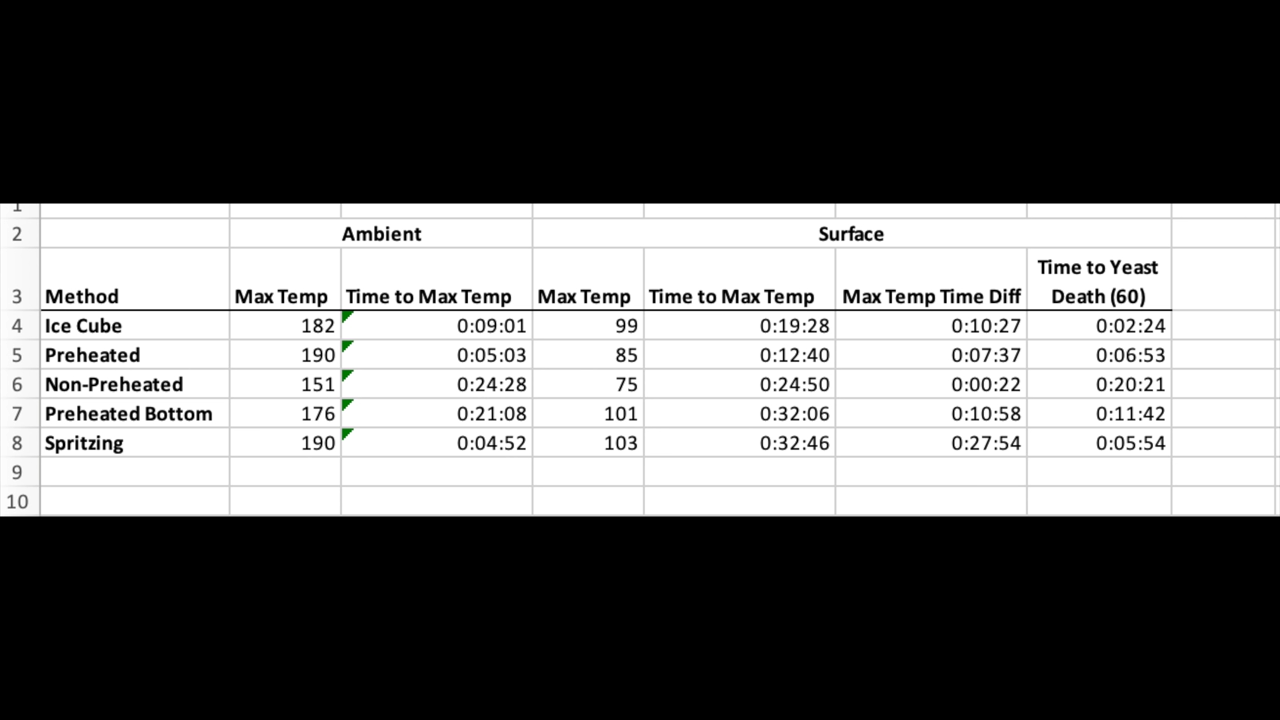 1
2 Ambient Surface
Time to Yeast
3 Method Max Temp Time to Max Temp Max Temp Time to Max Temp Max Temp Time Diff Death (60)
4 Ice Cube 182 0:09:01 99 0:19:28 0:10:27 0:02:24
5 Preheated 190 0:05:03 85 0:12:40 0:07:37 0:06:53
6 Non-Preheated 151 0:24:28 75 0:24:50 0:00:22 0:20:21
7 Preheated Bottom 176 0:21:08 101 0:32:06 0:10:58 0:11:42
8 Spritzing 190 0:04:52 103 0:32:46 0:27:54 0:05:54
9
10